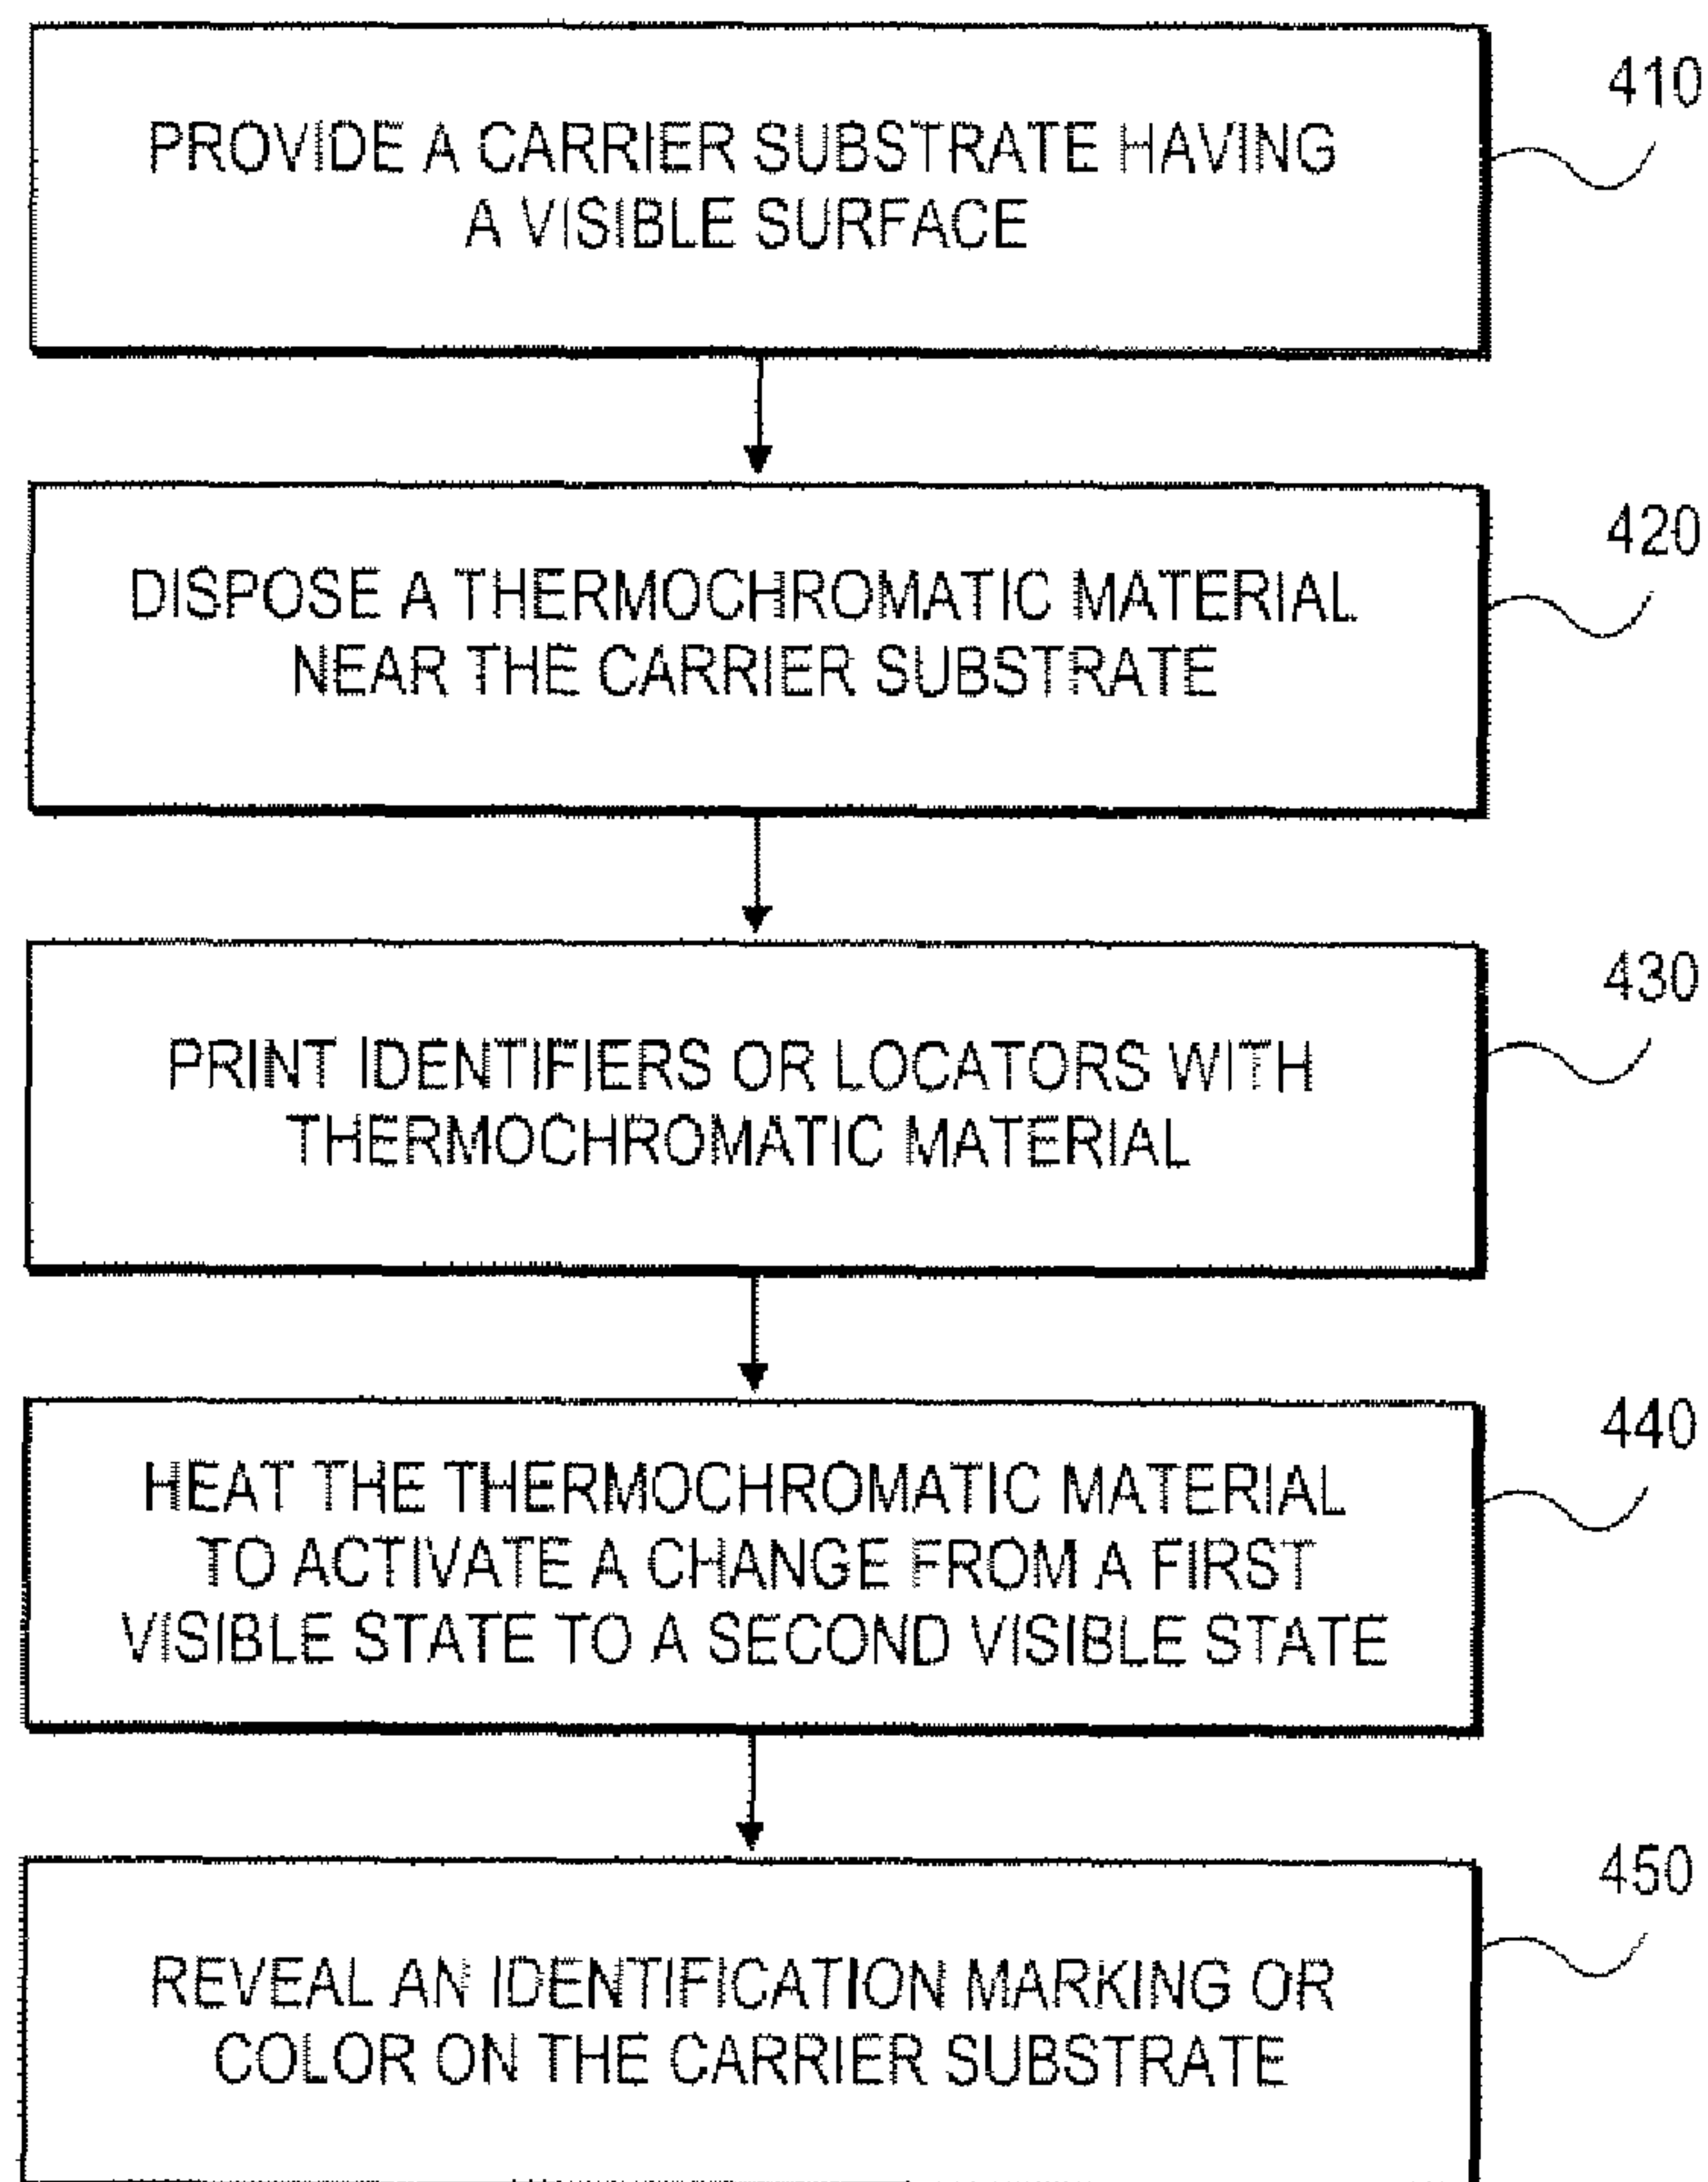 410
PROVIDE A CARRIER SUBSTRATE HAVING
A VISIBLE SURFACE
420
DISPOSE A THERMOCHROMATIC MATERIAL
NEAR THE CARRIER SUBSTRATE
430
PRINT IDENTIFIERS OR LOCATORS WITH
THERMOCHROMATIC MATERIAL
440
HEAT THE THERMOCHROMATIC MATERIAL
TO ACTIVATE A CHANGE FROM A FIRST
VISIBLE STATE TO A SECOND VISIBLE STATE
450
REVEAL AN IDENTIFICATION MARKING OR
COLOR ON THE CARRIER SUBSTRATE